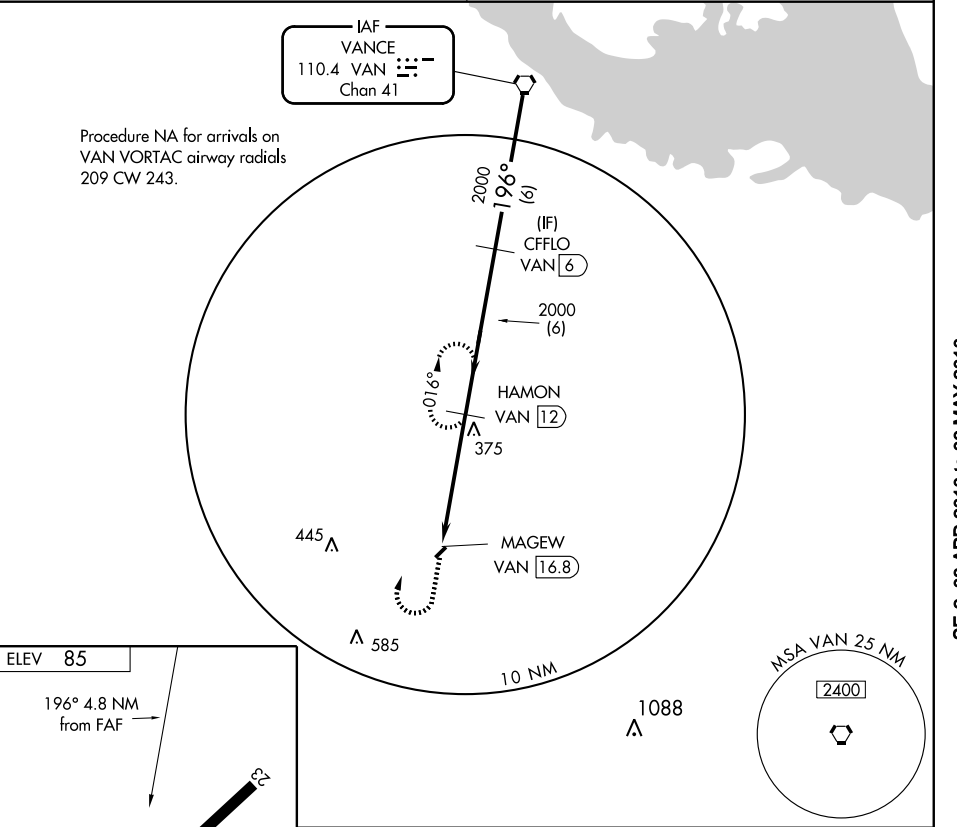 IAF
VANCE
110.4 VAN
Chan 41
Procedure NA for arrivals on
VAN VORTAC airway radials
209 CW 243.
2000
196°
(6)
(IF)
CFFLO
VAN 6
2000
(6)
016°
HAMON
VAN 12
375
445
MAGEW
VAN 16.8
585
10 NM
ELEV 85
196° 4.8 NM
from FAF
23
1088
MSA VAN 25 NM
2400